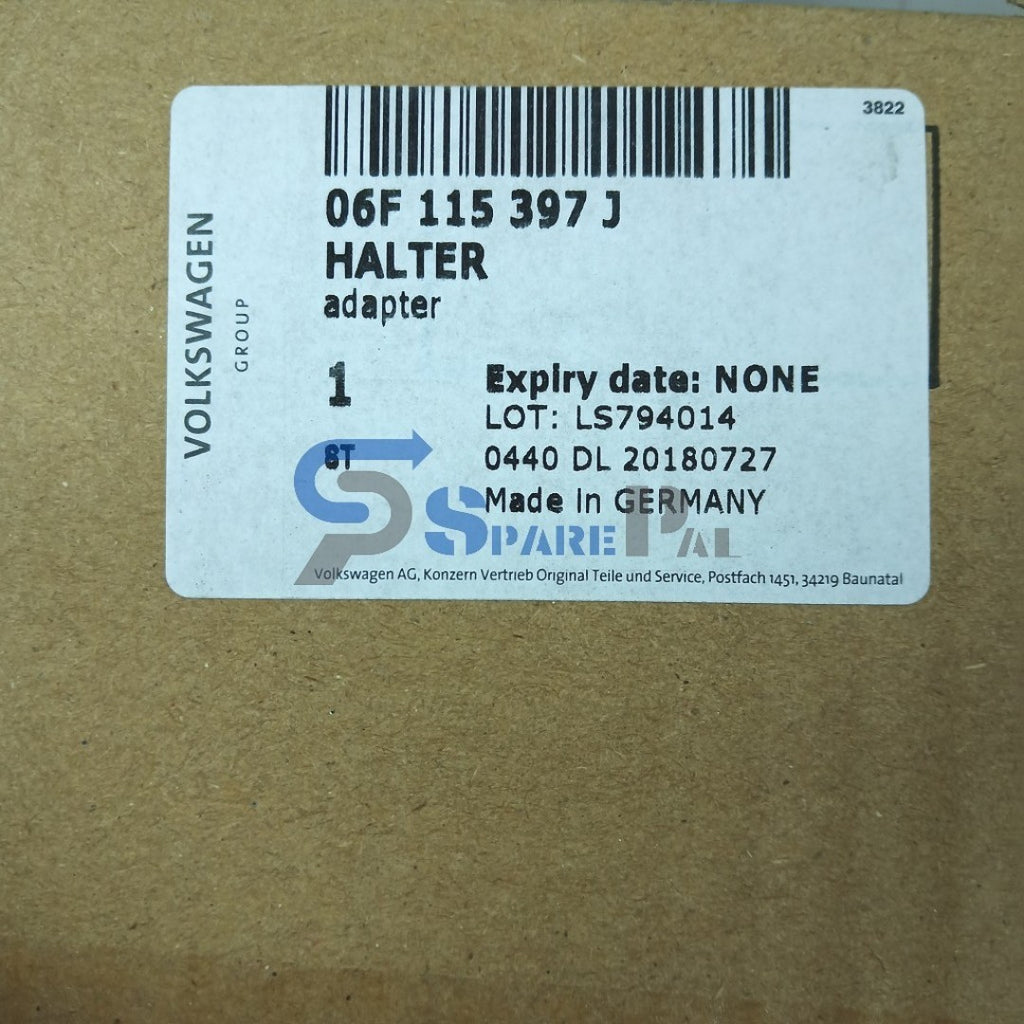 3822
06F 115 397 J
HALTER
adapter
VOLKSWAGEN
GROUP
1
Expiry date: NONE
LOT: LS794014
8T
0440 DL 20180727
Made in GERMANY
SPARE PAL
Volkswagen AG, Konzern Vertrieb Original Teile und Service, Postfach 1451, 34219 Baunatal